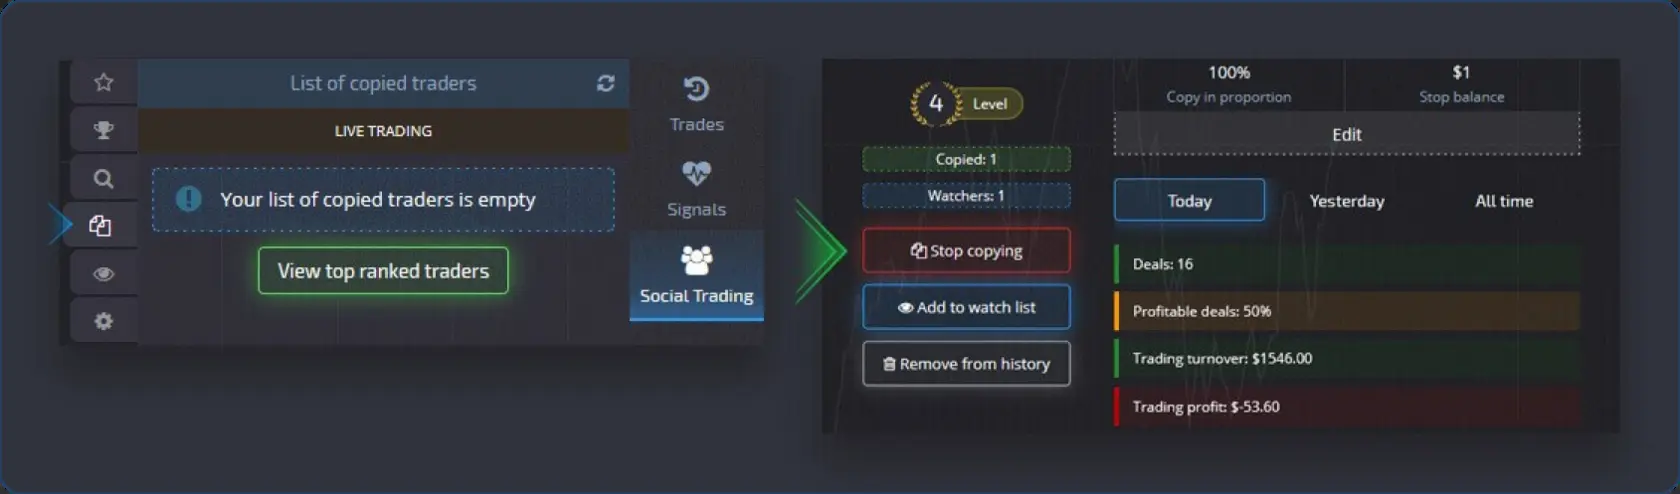 List of copied traders
LIVE TRADING
Your list of copied traders is empty
View top ranked traders
Trades
Signals
Social Trading
4 Level
Copied: 1
Watchers: 1
Stop copying
Add to watch list
Remove from history
100%
Copy in proportion
$1
Stop balance
Edit
Today Yesterday All time
Deals: 16
Profitable deals: 50%
Trading turnover: $1546.00
Trading profit: $-53.60